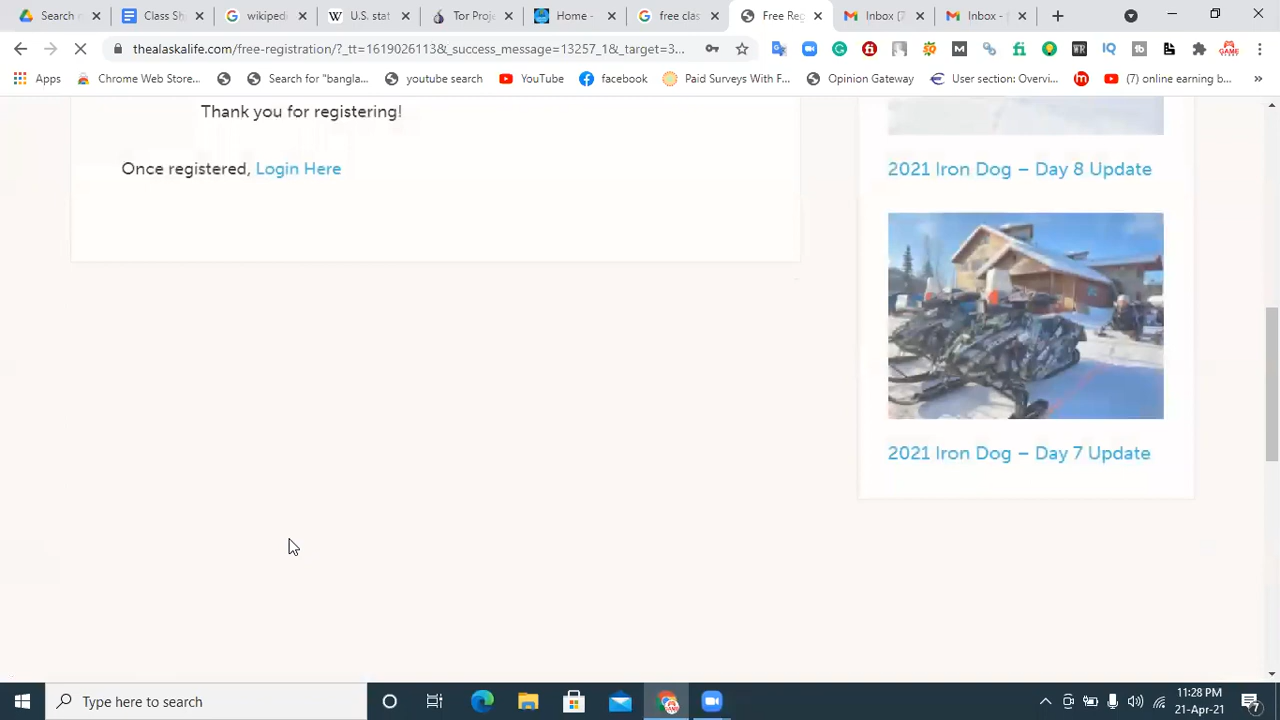 Search r
Class Sh
wikiped
U.S. stat
Tor Proje
Home -
free clas
Free Reg
Inbox (7
Inbox -
thealaskalife.com/free-registration/?_tt=1619026113&_success_message=13257_1&_target=3...
Apps
Chrome Web Store...
Search for "bangla...
youtube search
YouTube
facebook
Paid Surveys With F...
Opinion Gateway
User section: Overvi...
(7) online earning b...
»
Thank you for registering!
Once registered, Login Here
2021 Iron Dog – Day 8 Update
2021 Iron Dog – Day 7 Update
Type here to search
11:28 PM
21-Apr-21
7